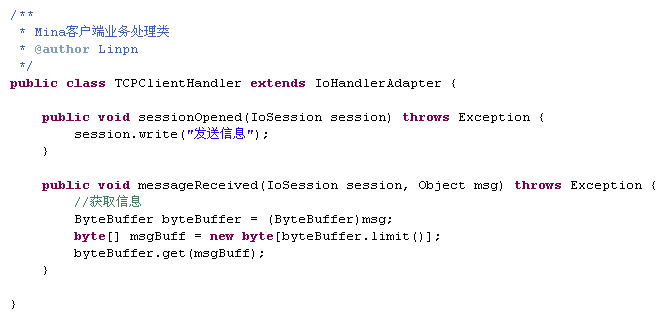 /**
 * Mina客户端业务处理类
 * @author Linpn
 */
public class TCPClientHandler extends IoHandlerAdapter {
    public void sessionOpened(IoSession session) throws Exception {
        session.write("发送信息");
    }
    public void messageReceived(IoSession session, Object msg) throws Exception {
        //获取信息
        ByteBuffer byteBuffer = (ByteBuffer)msg;
        byte[] msgBuff = new byte[byteBuffer.limit()];
        byteBuffer.get(msgBuff);
    }
}